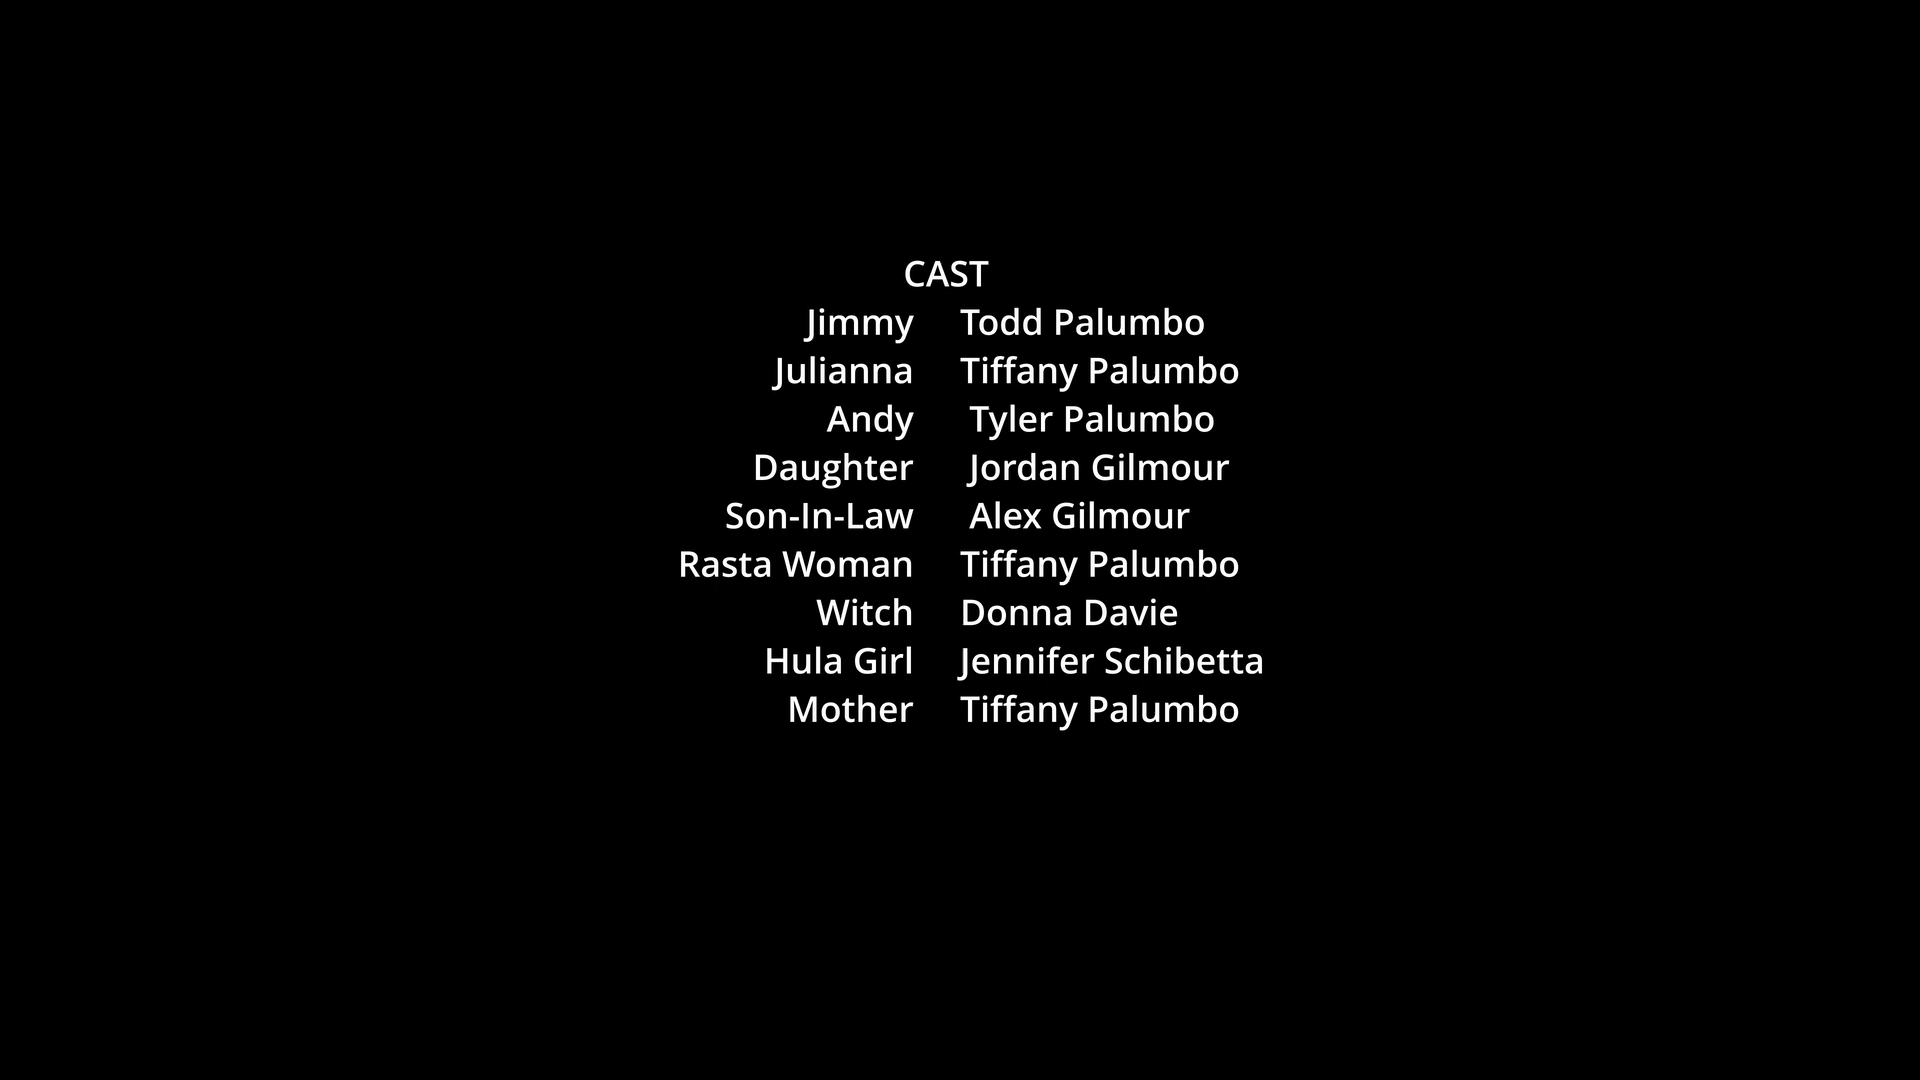 CAST
Jimmy Todd Palumbo
Julianna Tiffany Palumbo
Andy Tyler Palumbo
Daughter Jordan Gilmour
Son-In-Law Alex Gilmour
Rasta Woman Tiffany Palumbo
Witch Donna Davie
Hula Girl Jennifer Schibetta
Mother Tiffany Palumbo